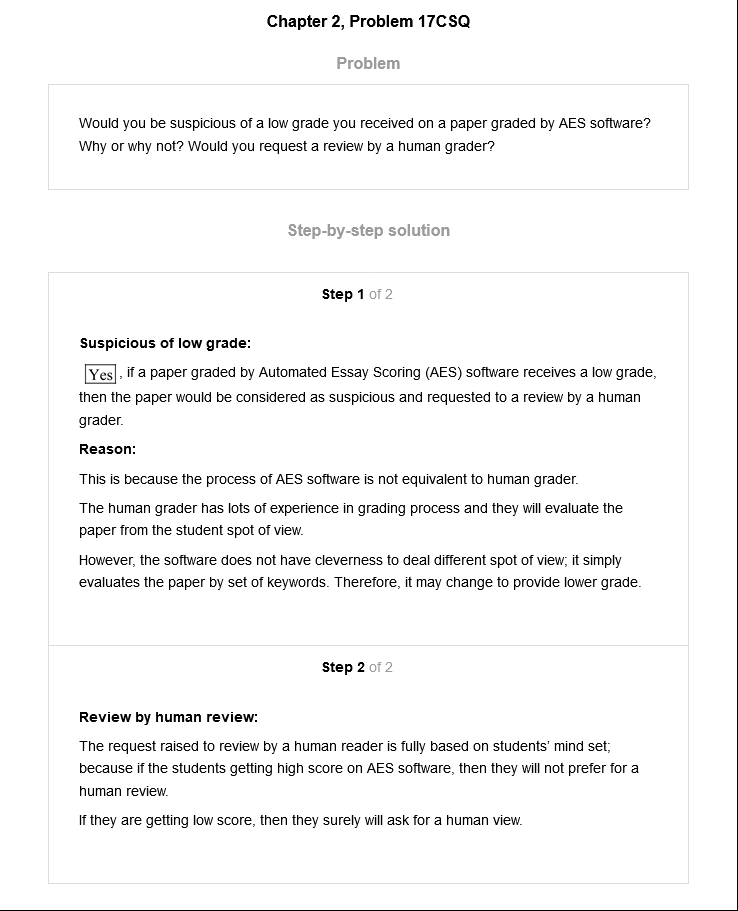 Chapter 2, Problem 17CSQ
Problem
Would you be suspicious of a low grade you received on a paper graded by AES software?
Why or why not? Would you request a review by a human grader?
Step-by-step solution
Step 1 of 2
Suspicious of low grade:
Yes, if a paper graded by Automated Essay Scoring (AES) software receives a low grade,
then the paper would be considered as suspicious and requested to a review by a human
grader.
Reason:
This is because the process of AES software is not equivalent to human grader.
The human grader has lots of experience in grading process and they will evaluate the
paper from the student spot of view.
However, the software does not have cleverness to deal different spot of view; it simply
evaluates the paper by set of keywords. Therefore, it may change to provide lower grade.
Step 2 of 2
Review by human review:
The request raised to review by a human reader is fully based on students’ mind set;
because if the students getting high score on AES software, then they will not prefer for a
human review.
If they are getting low score, then they surely will ask for a human view.